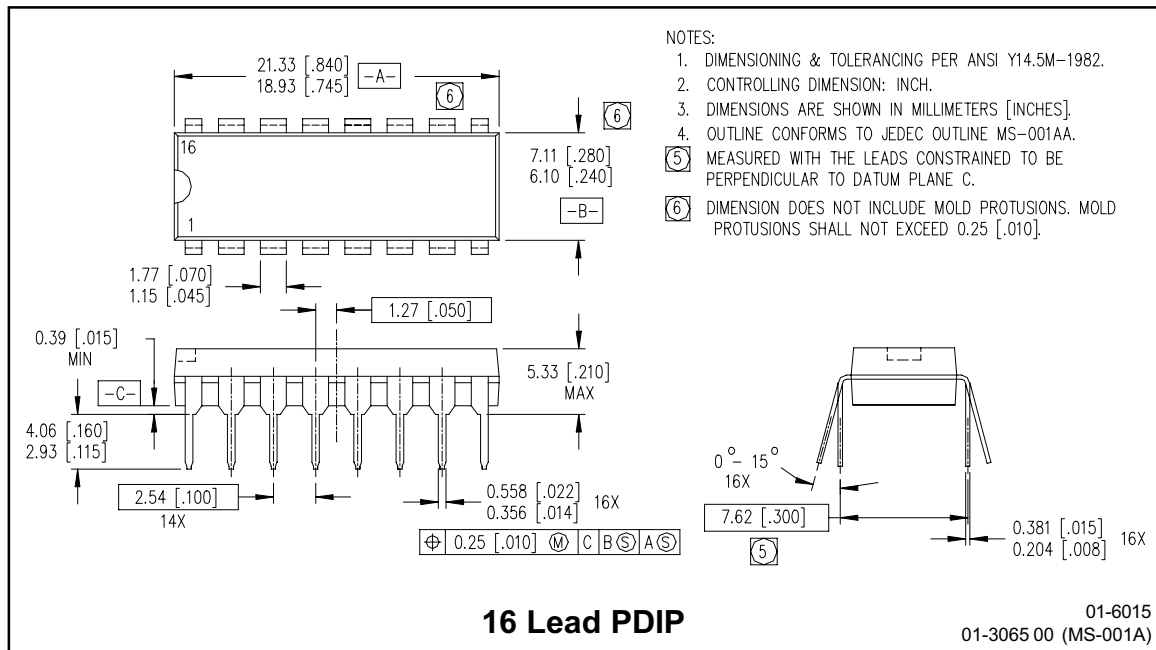 21.33 [.840]
18.93 [.745]
-A-
6
6
16
1
7.11 [.280]
6.10 [.240]
-B-
NOTES:
1. DIMENSIONING & TOLERANCING PER ANSI Y14.5M-1982.
2. CONTROLLING DIMENSION: INCH.
3. DIMENSIONS ARE SHOWN IN MILLIMETERS [INCHES].
4. OUTLINE CONFORMS TO JEDEC OUTLINE MS-001AA.
5 MEASURED WITH THE LEADS CONSTRAINED TO BE
PERPENDICULAR TO DATUM PLANE C.
6 DIMENSION DOES NOT INCLUDE MOLD PROTUSIONS. MOLD
PROTUSIONS SHALL NOT EXCEED 0.25 [.010].
1.77 [.070]
1.15 [.045]
1.27 [.050]
0.39 [.015]
MIN
-C-
5.33 [.210]
MAX
4.06 [.160]
2.93 [.115]
2.54 [.100]
14X
0.558 [.022]
0.356 [.014] 16X
⌖ 0.25 [.010] Ⓜ C B Ⓢ A Ⓢ
0° - 15°
16X
7.62 [.300]
5
0.381 [.015]
0.204 [.008] 16X
16 Lead PDIP
01-6015
01-3065 00 (MS-001A)